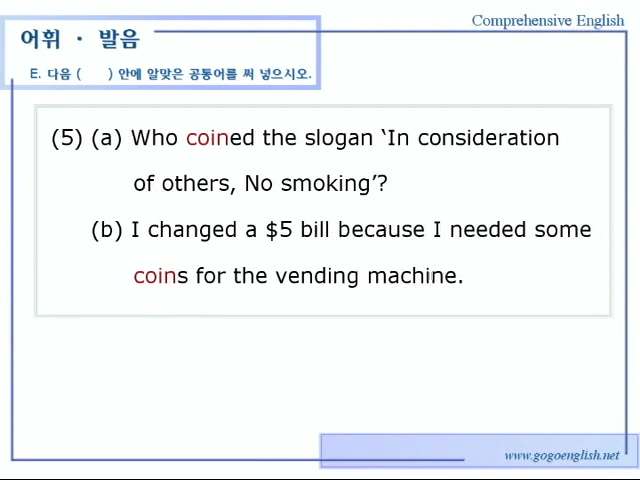 Comprehensive English
어휘 · 발음
E. 다음 (      ) 안에 알맞은 공통어를 써 넣으시오.
(5) (a) Who coined the slogan ‘In consideration
of others, No smoking’?
(b) I changed a $5 bill because I needed some
coins for the vending machine.
www.gogoenglish.net